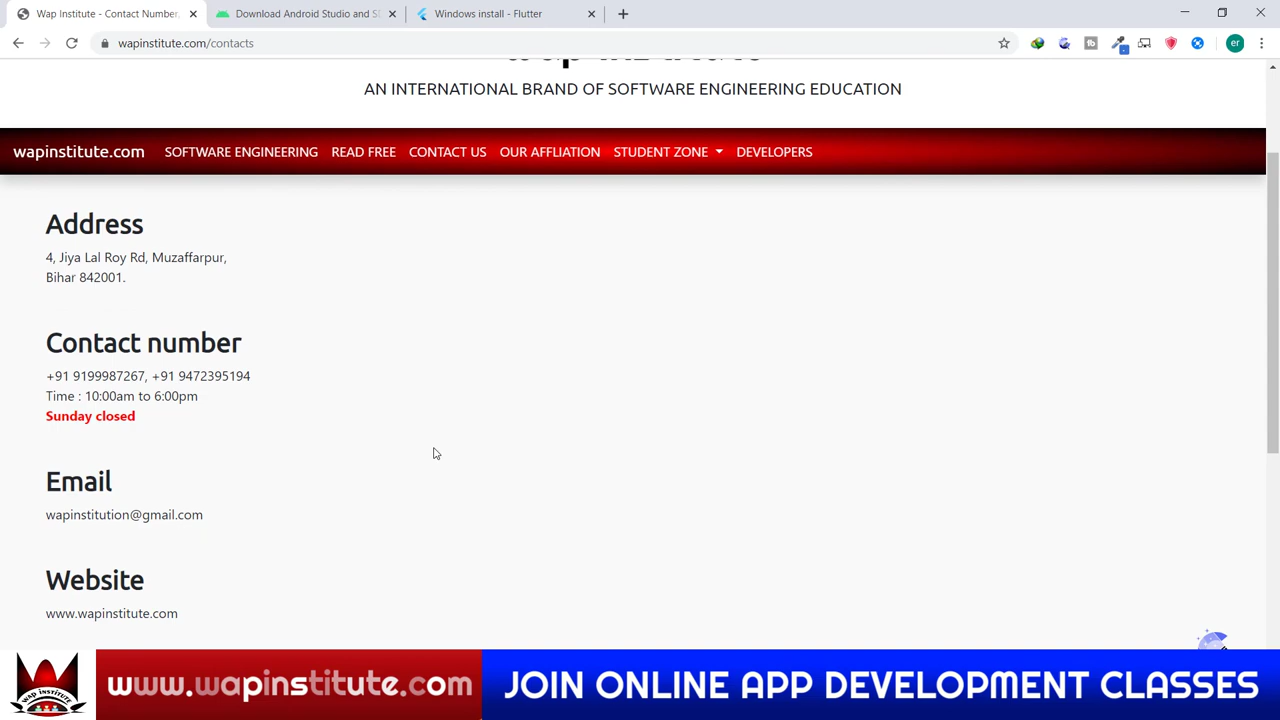 Wap Institute - Contact Number,
Download Android Studio and S
Windows install - Flutter
wapinstitute.com/contacts
AN INTERNATIONAL BRAND OF SOFTWARE ENGINEERING EDUCATION
wapinstitute.com SOFTWARE ENGINEERING READ FREE CONTACT US OUR AFFLIATION STUDENT ZONE DEVELOPERS
Address
4, Jiya Lal Roy Rd, Muzaffarpur,
Bihar 842001.
Contact number
+91 9199987267, +91 9472395194
Time : 10:00am to 6:00pm
Sunday closed
Email
wapinstitution@gmail.com
Website
www.wapinstitute.com
WAP INSTITUTE
www.wapinstitute.com
JOIN ONLINE APP DEVELOPMENT CLASSES